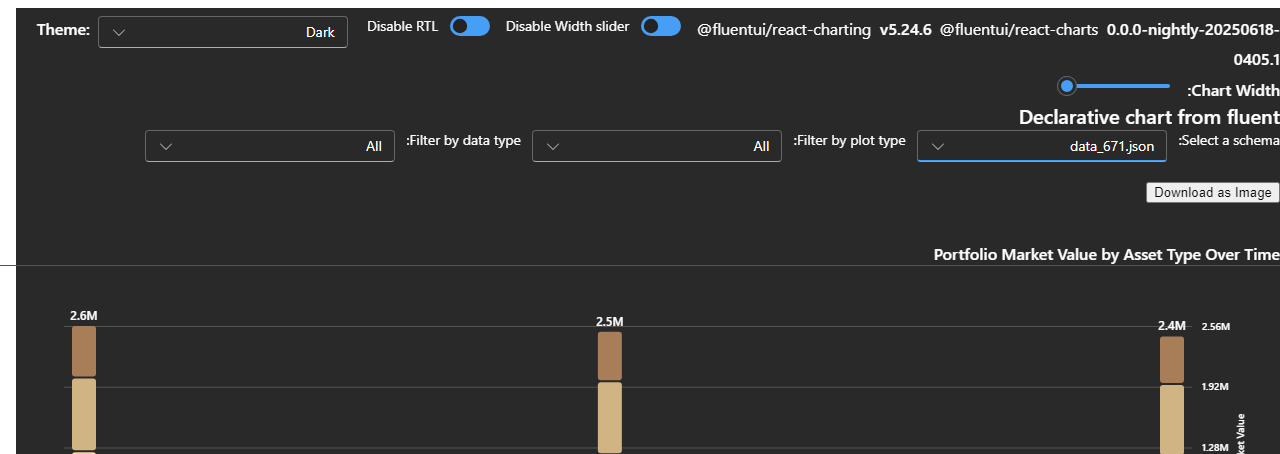 Theme: Dark Disable RTL Disable Width slider @fluentui/react-charting v5.24.6 @fluentui/react-charts 0.0.0-nightly-20250618-
0405.1
:Chart Width
Declarative chart from fluent
:Select a schema data_671.json :Filter by plot type All :Filter by data type All
Download as Image
Portfolio Market Value by Asset Type Over Time
2.6M 2.5M 2.4M 2.56M
1.92M
1.28M
Value